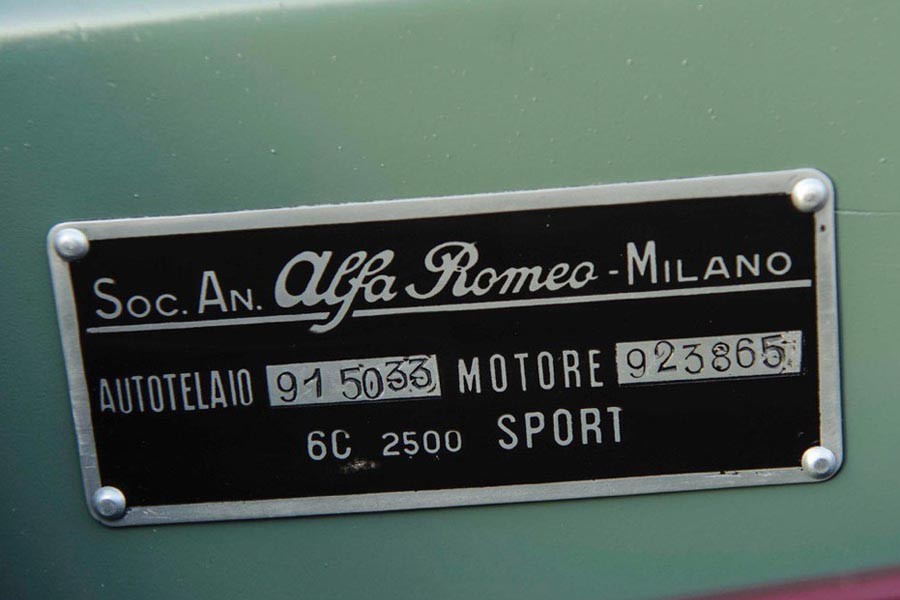 Soc. An. Alfa Romeo - Milano
AUTOTELAIO 915033 MOTORE 923865
6C 2500 SPORT